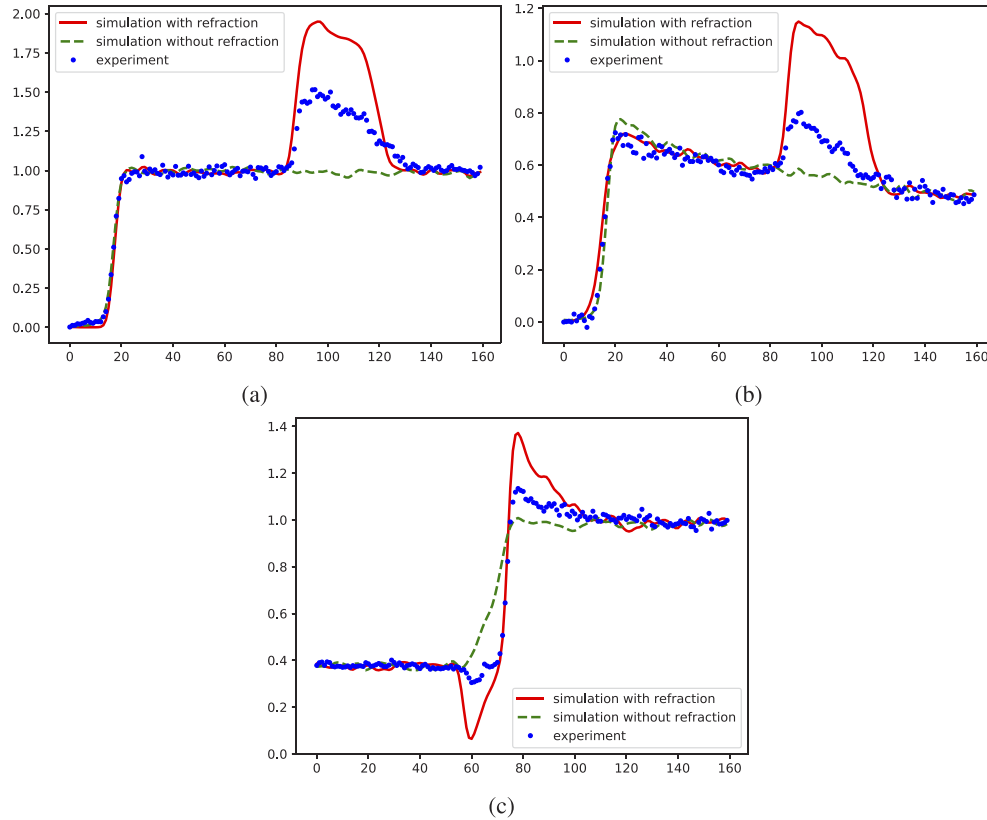 2.00
1.75
1.50
1.25
1.00
0.75
0.50
0.25
0.00
simulation with refraction
simulation without refraction
experiment
0 20 40 60 80 100 120 140 160
(a)
1.2
1.0
0.8
0.6
0.4
0.2
0.0
simulation with refraction
simulation without refraction
experiment
0 20 40 60 80 100 120 140 160
(b)
1.4
1.2
1.0
0.8
0.6
0.4
0.2
0.0
simulation with refraction
simulation without refraction
experiment
0 20 40 60 80 100 120 140 160
(c)